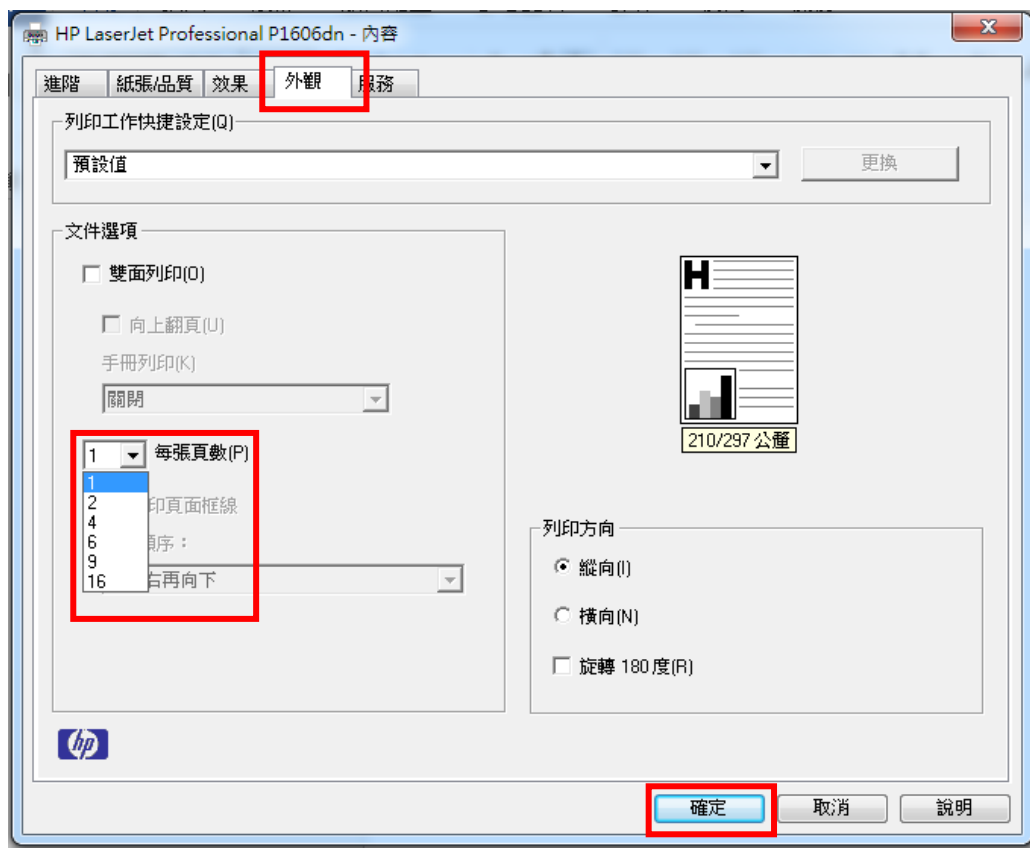 HP LaserJet Professional P1606dn - 內容
X
進階 紙張/品質 效果 外觀 服務
列印工作快捷設定(Q)
預設值
更換
文件選項
雙面列印(O)
向上翻頁(U)
手冊列印(K)
關閉
1 每張頁數(P)
1
2
印頁面框線
4
6
順序：
9
16
右再向下
H
210/297 公釐
列印方向
縱向(I)
橫向(N)
旋轉 180 度(R)
hp
確定 取消 說明